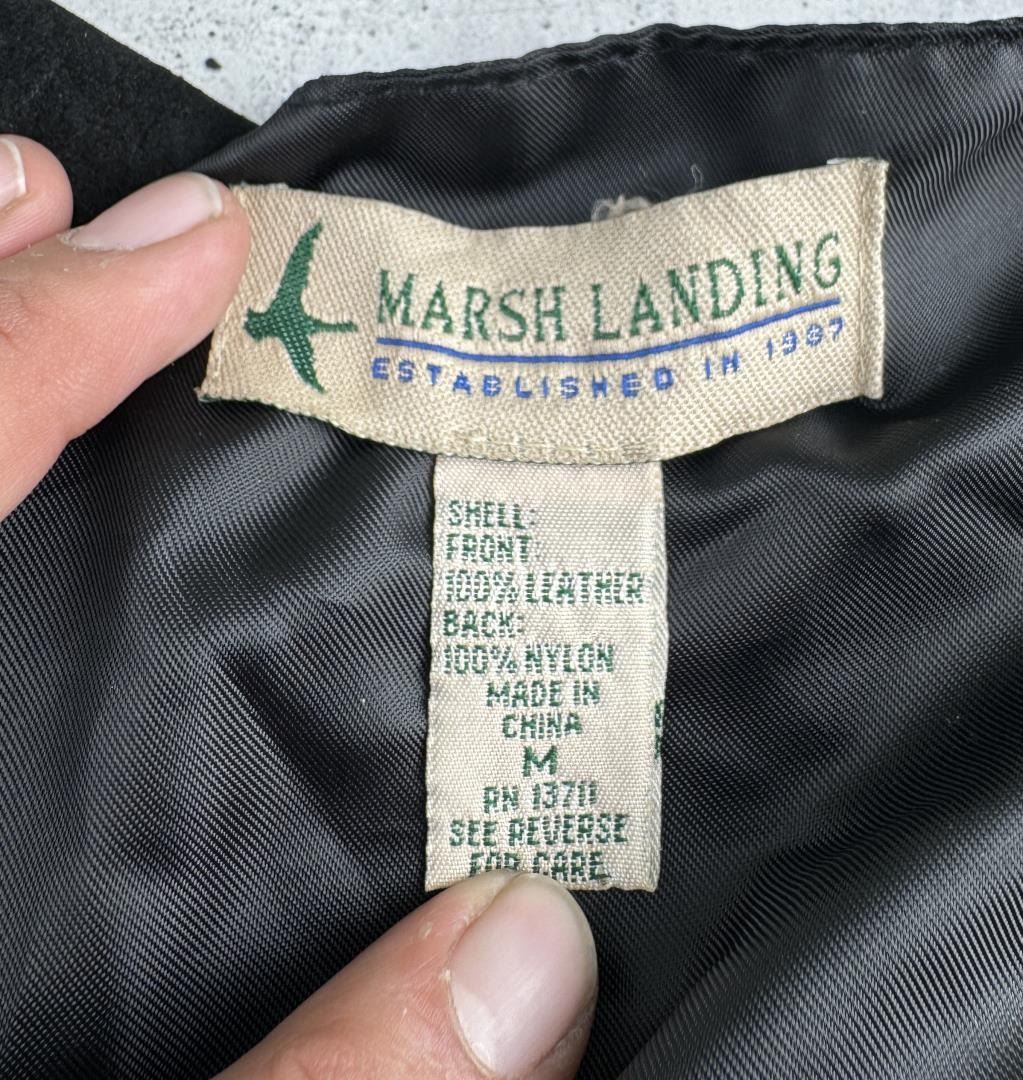 MARSH LANDING
ESTABLISHED IN 1987
SHELL:
FRONT:
100% LEATHER
BACK:
100% NYLON
MADE IN
CHINA
M
RN 13711
SEE REVERSE
FOR CARE